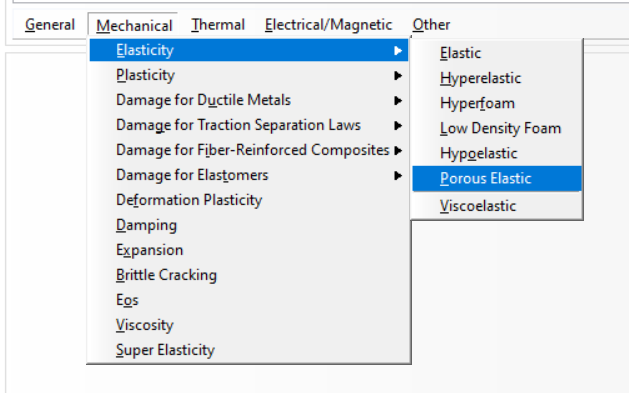 General Mechanical Thermal Electrical/Magnetic Other
Elasticity
Plasticity
Damage for Ductile Metals
Damage for Traction Separation Laws
Damage for Fiber-Reinforced Composites
Damage for Elastomers
Deformation Plasticity
Damping
Expansion
Brittle Cracking
Eos
Viscosity
Super Elasticity
Elastic
Hyperelastic
Hyperfoam
Low Density Foam
Hypoelastic
Porous Elastic
Viscoelastic